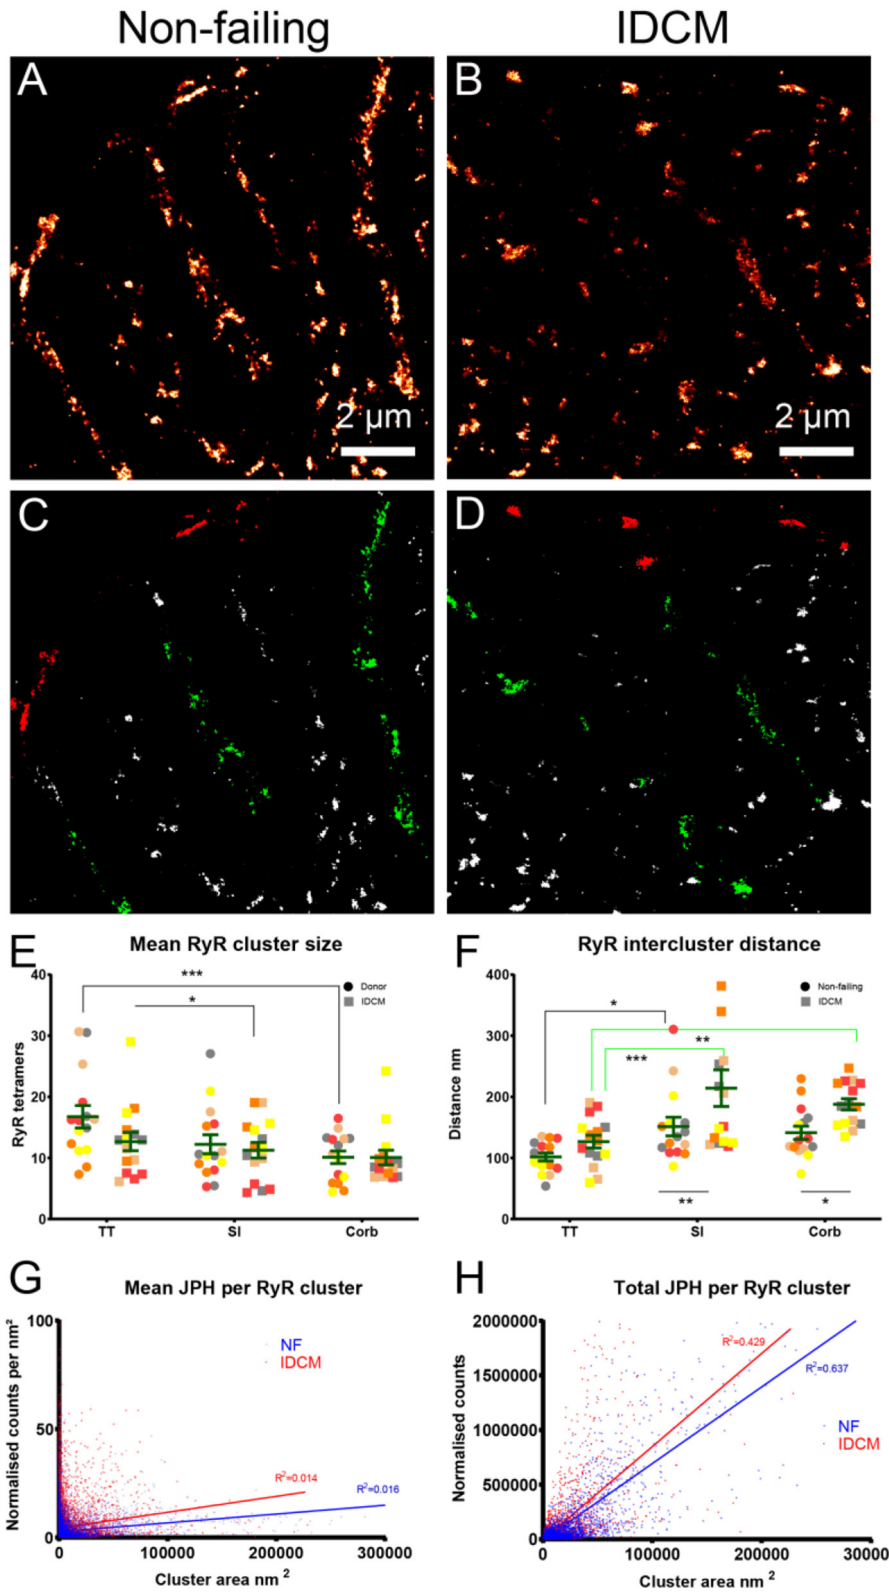 Non-failing IDCM
A B
2 µm 2 µm
C D
E Mean RyR cluster size
40
30
20
10
0
RyR tetramers
***
*
Donor
IDCM
TT SI Corb
F RyR intercluster distance
400
300
200
100
0
Distance nm
*
**
***
Non-failing
IDCM
** *
TT SI Corb
G Mean JPH per RyR cluster
100
50
0
Normalised counts per nm²
NF
IDCM
R²=0.014
R²=0.016
0 100000 200000 300000
Cluster area nm ²
H Total JPH per RyR cluster
2000000
1500000
1000000
500000
0
Normalised counts
R²=0.429
R²=0.637
NF
IDCM
0 100000 200000 30000
Cluster area nm ²